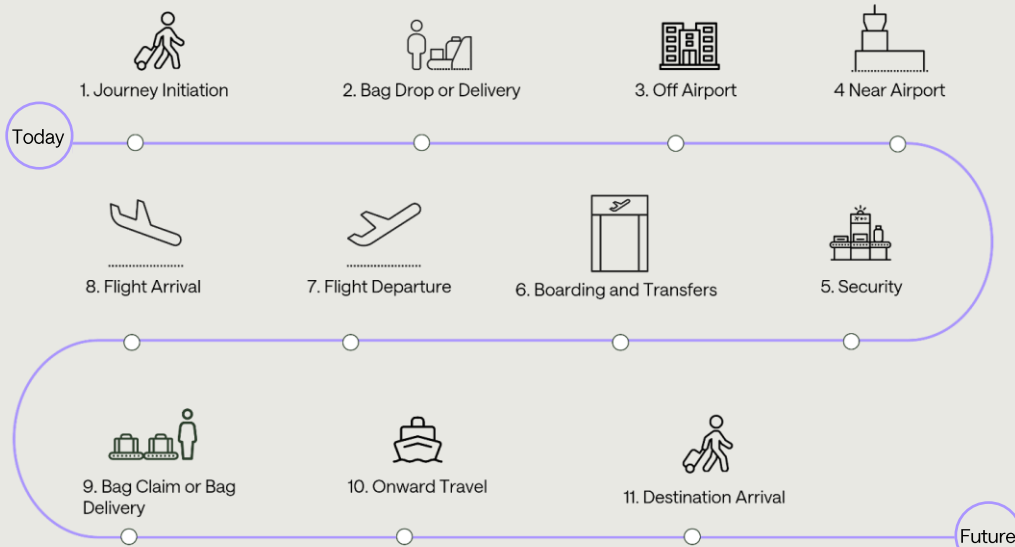 1. Journey Initiation
2. Bag Drop or Delivery
3. Off Airport
4 Near Airport
Today
8. Flight Arrival
7. Flight Departure
6. Boarding and Transfers
5. Security
9. Bag Claim or Bag
Delivery
10. Onward Travel
11. Destination Arrival
Future